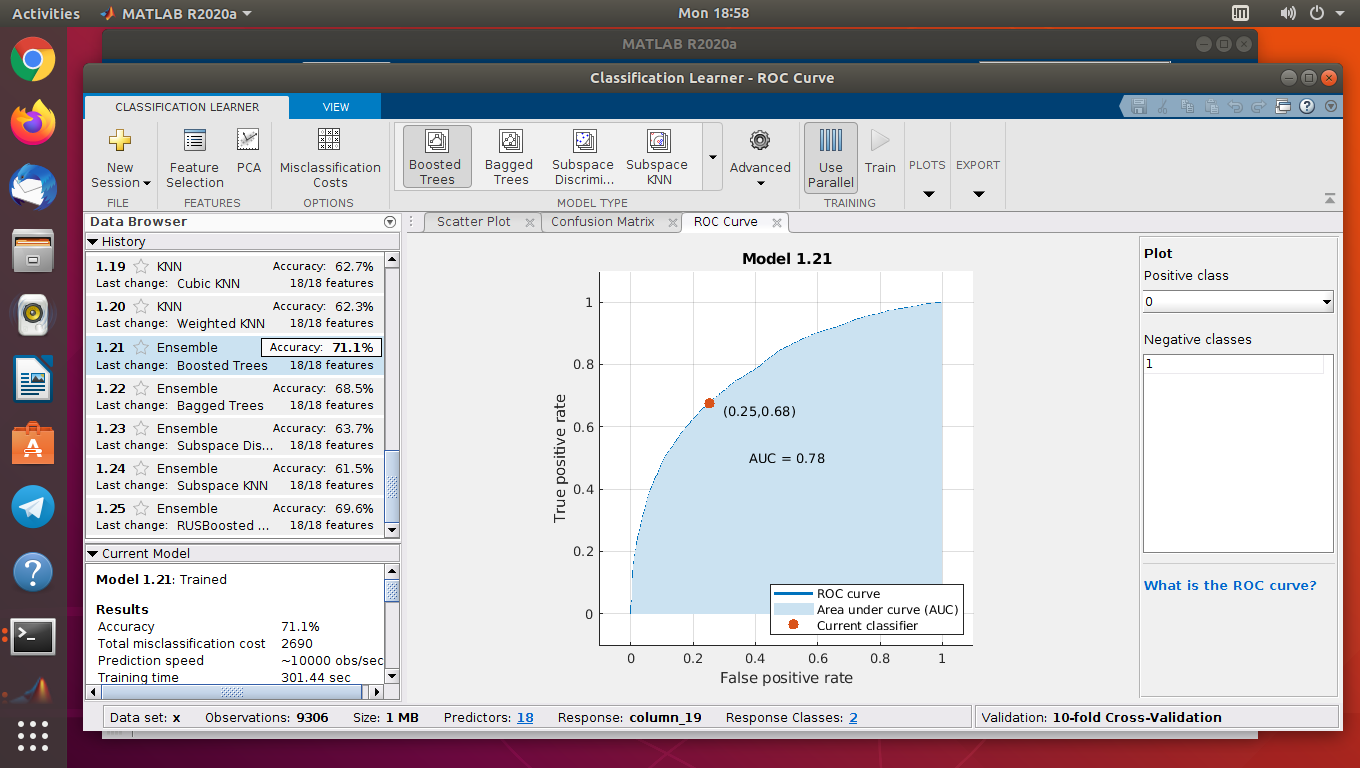 Activities MATLAB R2020a Mon 18:58
MATLAB R2020a
Classification Learner - ROC Curve
CLASSIFICATION LEARNER VIEW
New Session
FILE
Feature Selection PCA
FEATURES
Misclassification Costs
OPTIONS
Boosted Trees
Bagged Trees
Subspace Discrimi...
Subspace KNN
MODEL TYPE
Advanced
Use Parallel
Train
TRAINING
PLOTS
EXPORT
Data Browser
History
1.19 KNN Accuracy: 62.7%
Last change: Cubic KNN 18/18 features
1.20 KNN Accuracy: 62.3%
Last change: Weighted KNN 18/18 features
1.21 Ensemble Accuracy: 71.1%
Last change: Boosted Trees 18/18 features
1.22 Ensemble Accuracy: 68.5%
Last change: Bagged Trees 18/18 features
1.23 Ensemble Accuracy: 63.7%
Last change: Subspace Dis... 18/18 features
1.24 Ensemble Accuracy: 61.5%
Last change: Subspace KNN 18/18 features
1.25 Ensemble Accuracy: 69.6%
Last change: RUSBoosted ... 18/18 features
Current Model
Model 1.21: Trained
Results
Accuracy 71.1%
Total misclassification cost 2690
Prediction speed ~10000 obs/sec
Training time 301.44 sec
Scatter Plot Confusion Matrix ROC Curve
Model 1.21
True positive rate
1
0.8
0.6
0.4
0.2
0
(0.25,0.68)
AUC = 0.78
ROC curve
Area under curve (AUC)
Current classifier
0 0.2 0.4 0.6 0.8 1
False positive rate
Plot
Positive class
0
Negative classes
1
What is the ROC curve?
Data set: x Observations: 9306 Size: 1 MB Predictors: 18 Response: column_19 Response Classes: 2 Validation: 10-fold Cross-Validation